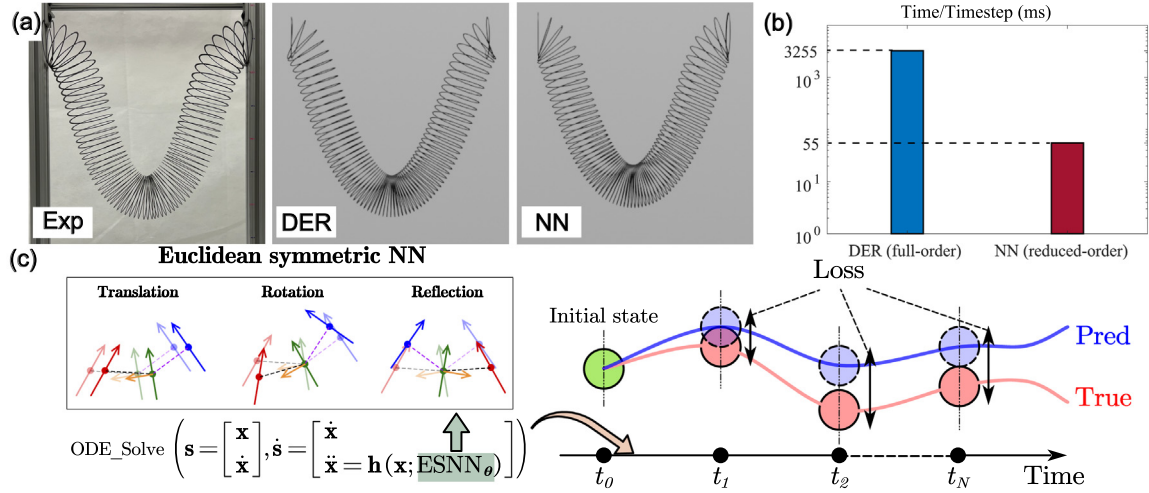 (a)
Exp
DER
NN
(b)
Time/Timestep (ms)
3255
10³
55
10¹
10⁰
DER (full-order)
NN (reduced-order)
(c)
Euclidean symmetric NN
Translation
Rotation
Reflection
ODE_Solve ( s = [ x ẋ ], ṡ = [ ẋ ẍ = h (x; ESNN_θ) ] )
Loss
Initial state
Pred
True
t₀
t₁
t₂
t_N
Time